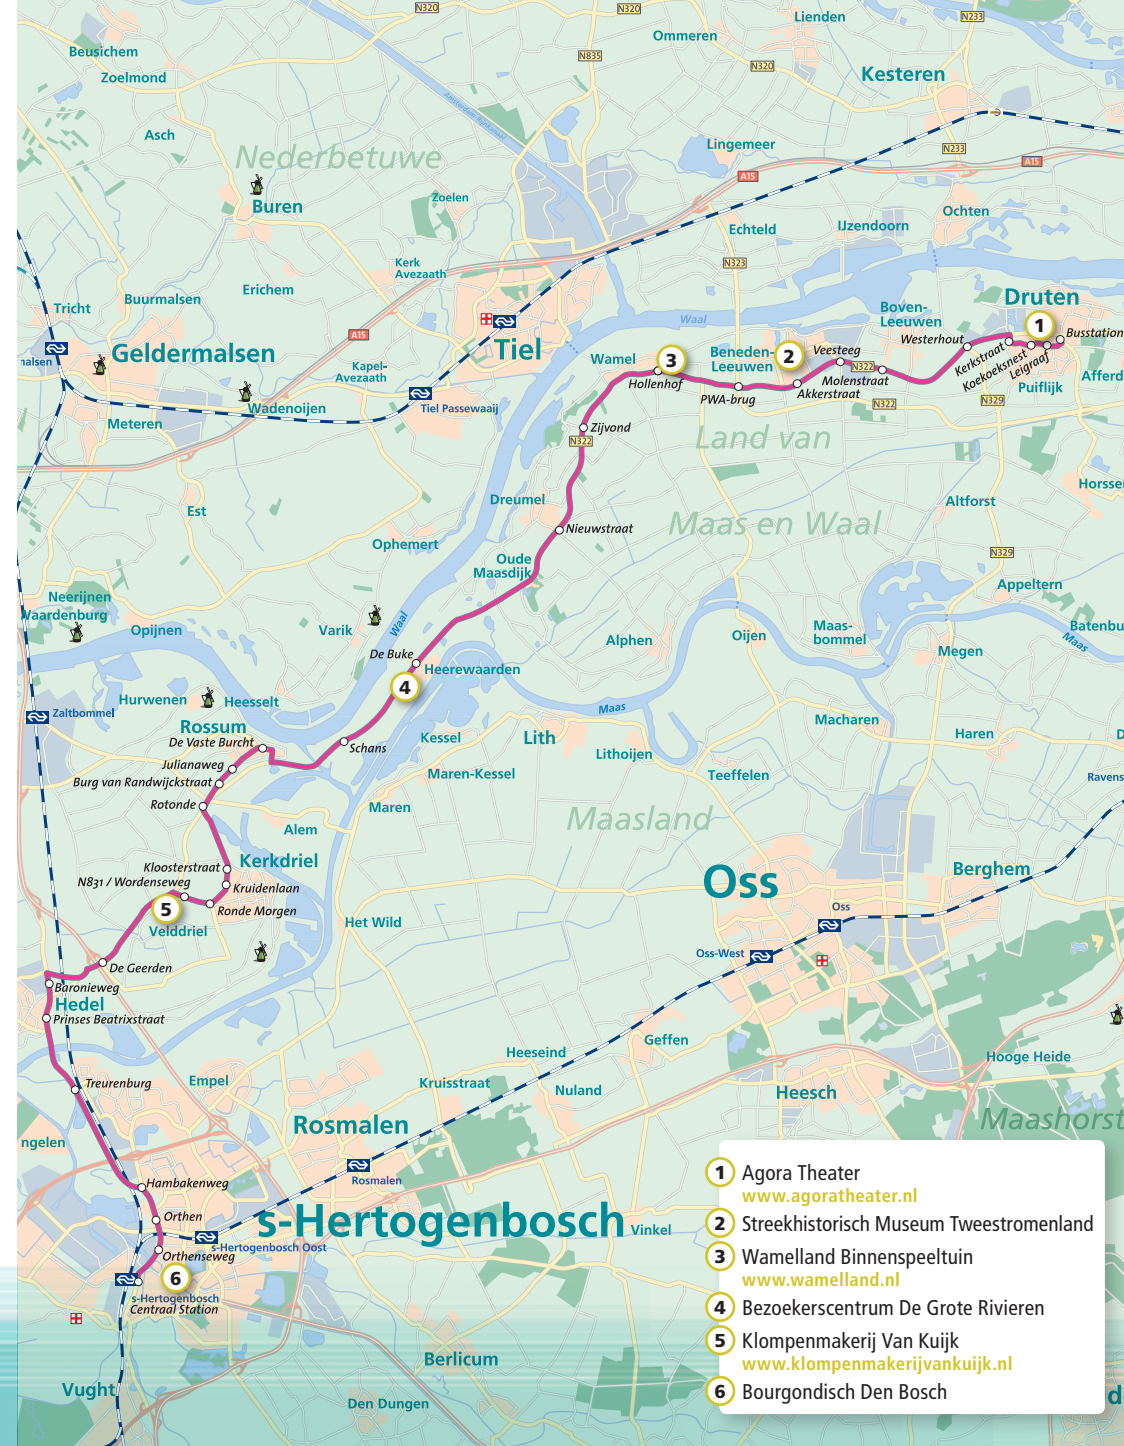 N320
N320
Lienden
N233
Beusichem
Ommeren
N835
Zoelmond
N320
Kesteren
Amsterdam-Rijnkanaal
Asch
Lingemeer
N233
Nederbetuwe
A15
A15
Buren
Zoelen
Ochten
Echteld
IJzendoorn
Kerk
Avezaath
N323
Erichem
Tricht
Buurmalsen
Boven-
Leeuwen
Druten
1
Busstation
Waal
Geldermalsen
A15
Tiel
Westerhout
Kerkstraat
Koekoeksnest
Leigraaf
Wamel
3
Beneden-
Leeuwen
2
Veesteeg
N322
Molenstraat
Akkerstraat
Puiflijk
Afferd
Kapel-
Avezaath
Hollenhof
PWA-brug
N322
N329
Wadenoijen
Tiel Passewaaij
Meteren
Zijvond
N322
Land van
Horsse
Dreumel
Altforst
Est
Nieuwstraat
Maas en Waal
Ophemert
Oude
Maasdijk
N329
Appeltern
Neerijnen
Waardenburg
Opijnen
Varik
Waal
Alphen
Oijen
Maas-
bommel
Batenbu
Maas
Megen
De Buke
Heerewaarden
4
Hurwenen
Heesselt
Zaltbommel
Rossum
De Vaste Burcht
Maas
Macharen
Haren
D
Kessel
Lith
Schans
Lithoijen
Julianaweg
Burg van Randwijckstraat
Maren-Kessel
Teeffelen
Ravens
Rotonde
Maren
Maasland
Alem
Kloosterstraat
Kerkdriel
N831 / Wordenseweg
Kruidenlaan
Oss
Berghem
5
Ronde Morgen
Oss
Velddriel
Het Wild
Oss-West
De Geerden
Baronieweg
Hedel
Prinses Beatrixstraat
Geffen
Heeseind
Hooge Heide
Treurenburg
Empel
Kruisstraat
Nuland
Heesch
Rosmalen
Maashorst
ngelen
Rosmalen
Hambakenweg
Orthen
s-Hertogenbosch
Vinkel
s-Hertogenbosch Oost
Orthenseweg
6
s-Hertogenbosch
Centraal Station
Berlicum
Vught
Den Dungen
d
1 Agora Theater
www.agoratheater.nl
2 Streekhistorisch Museum Tweestromenland
3 Wamelland Binnenspeeltuin
www.wamelland.nl
4 Bezoekerscentrum De Grote Rivieren
5 Klompenmakerij Van Kuijk
www.klompenmakerijvankuijk.nl
6 Bourgondisch Den Bosch